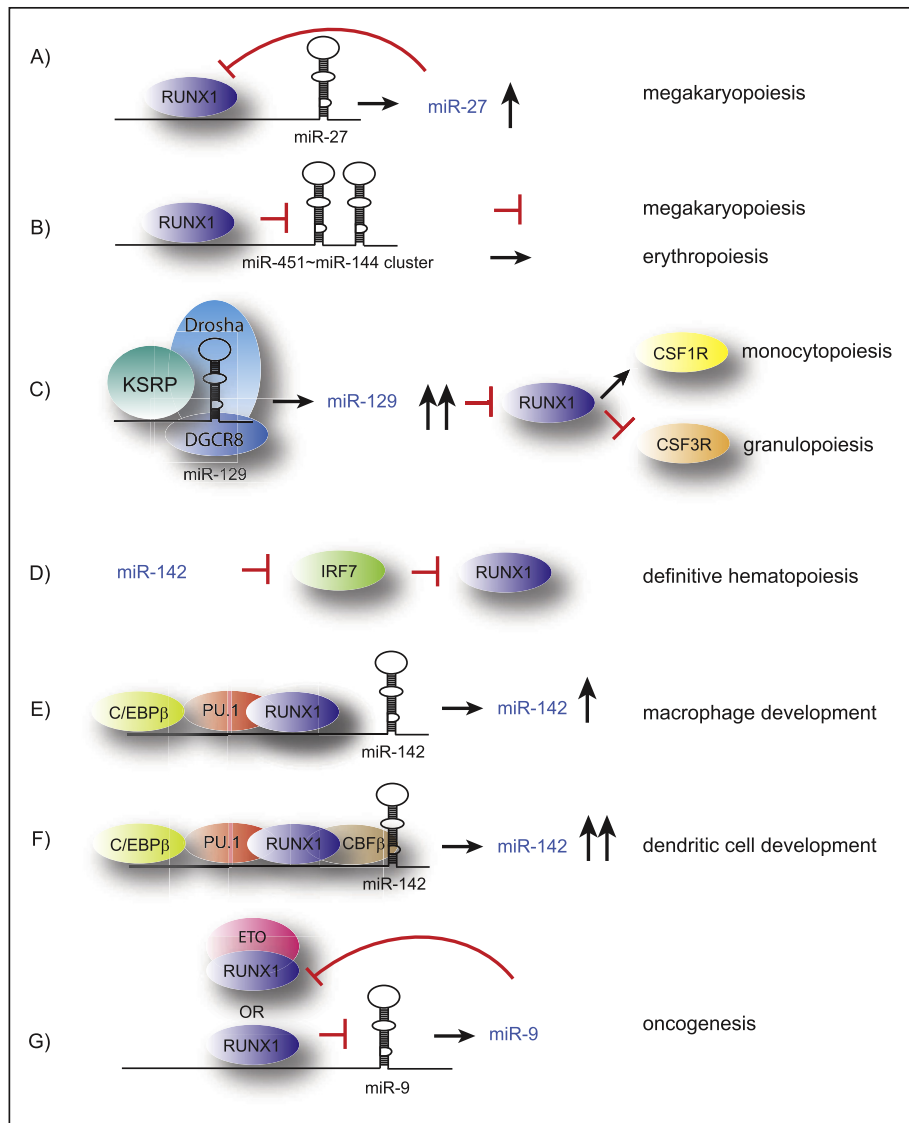 A)
RUNX1
miR-27
miR-27
megakaryopoiesis
B)
RUNX1
miR-451~miR-144 cluster
megakaryopoiesis
erythropoiesis
C)
Drosha
KSRP
DGCR8
miR-129
miR-129
RUNX1
CSF1R
monocytopoiesis
CSF3R
granulopoiesis
D)
miR-142
IRF7
RUNX1
definitive hematopoiesis
E)
C/EBPβ
PU.1
RUNX1
miR-142
miR-142
macrophage development
F)
C/EBPβ
PU.1
RUNX1
CBFβ
miR-142
miR-142
dendritic cell development
G)
ETO
RUNX1
OR
RUNX1
miR-9
miR-9
oncogenesis